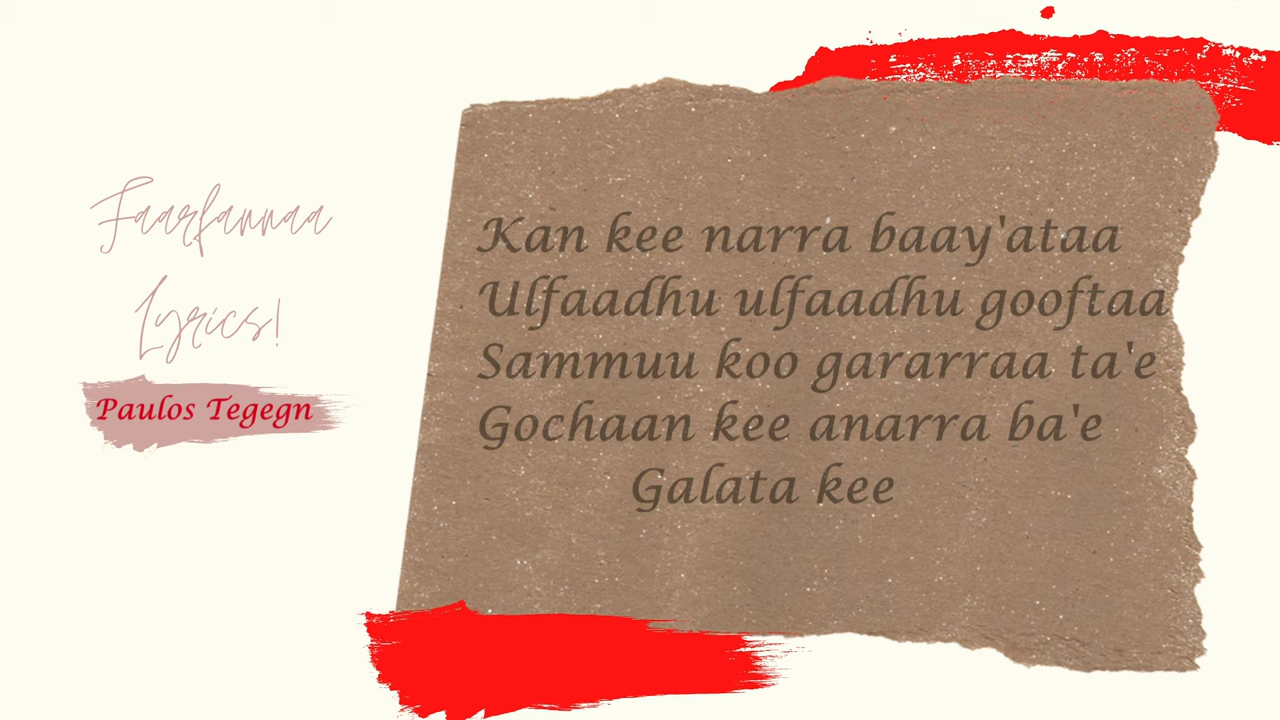 Faarfannaa
Lyrics!
Paulos Tegegn
Kan kee narra baay'ataa
Ulfaadhu ulfaadhu gooftaa
Sammuu koo gararraa ta'e
Gochaan kee anarra ba'e
Galata kee